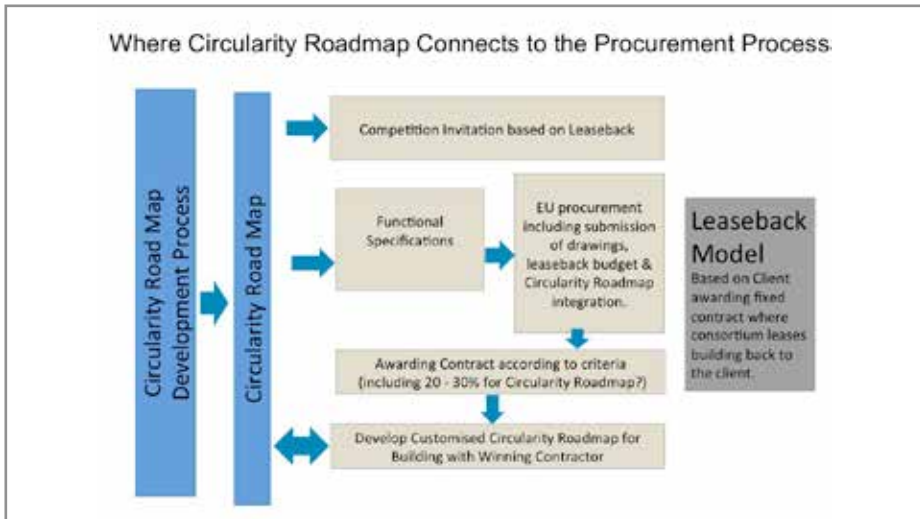 Where Circularity Roadmap Connects to the Procurement Process
Circularity Road Map
Development Process
Circularity Road Map
Competition Invitation based on Leaseback
Functional
Specifications
EU procurement
including submission
of drawings,
leaseback budget &
Circularity Roadmap
integration.
Awarding Contract according to criteria
(including 20 - 30% for Circularity Roadmap?)
Develop Customised Circularity Roadmap for
Building with Winning Contractor
Leaseback
Model
Based on Client
awarding fixed
contract where
consortium leases
building back to
the client.